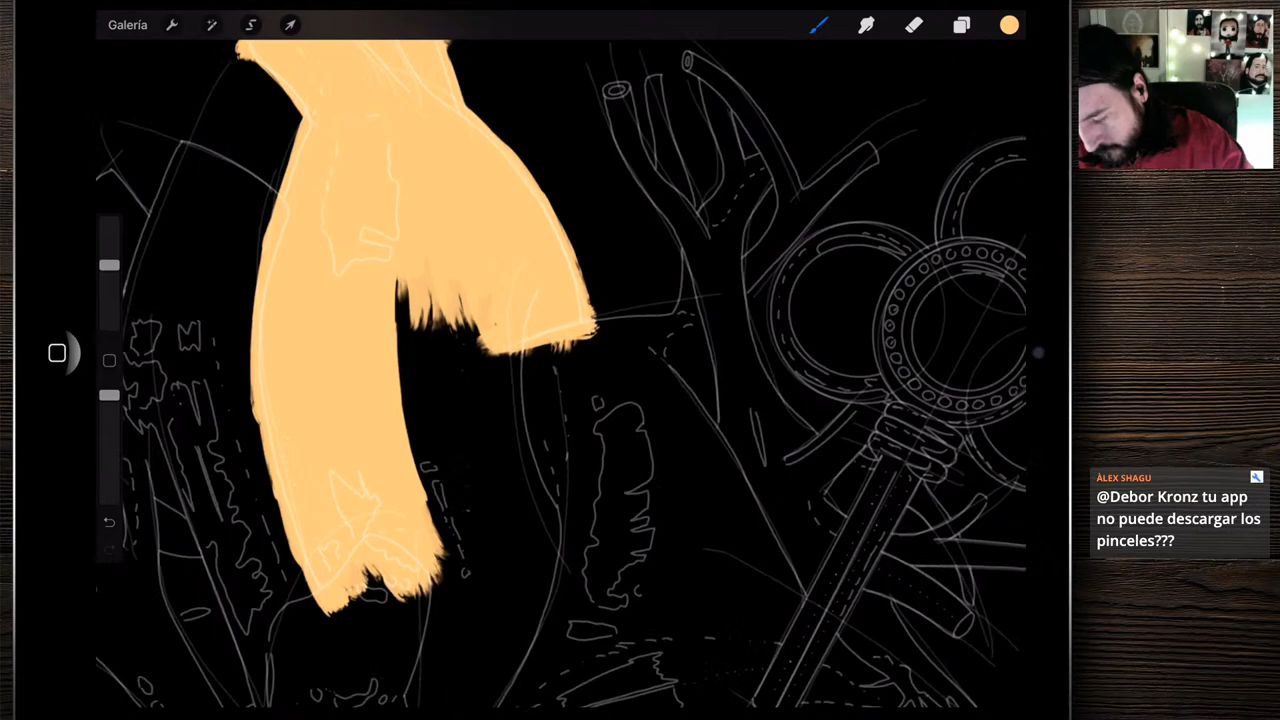 Galería
ÀLEX SHAGU
@Debor Kronz tu app
no puede descargar los
pinceles???